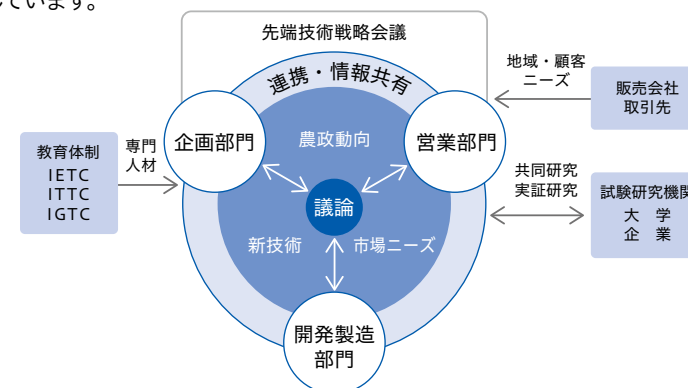 ています。
先端技術戦略会議
連携・情報共有
企画部門
農政動向
営業部門
議論
新技術
市場ニーズ
開発製造
部門
教育体制
IETC
ITTC
IGTC
専門
人材
地域・顧客
ニーズ
販売会社
取引先
共同研究
実証研究
試験研究機関
大 学
企 業